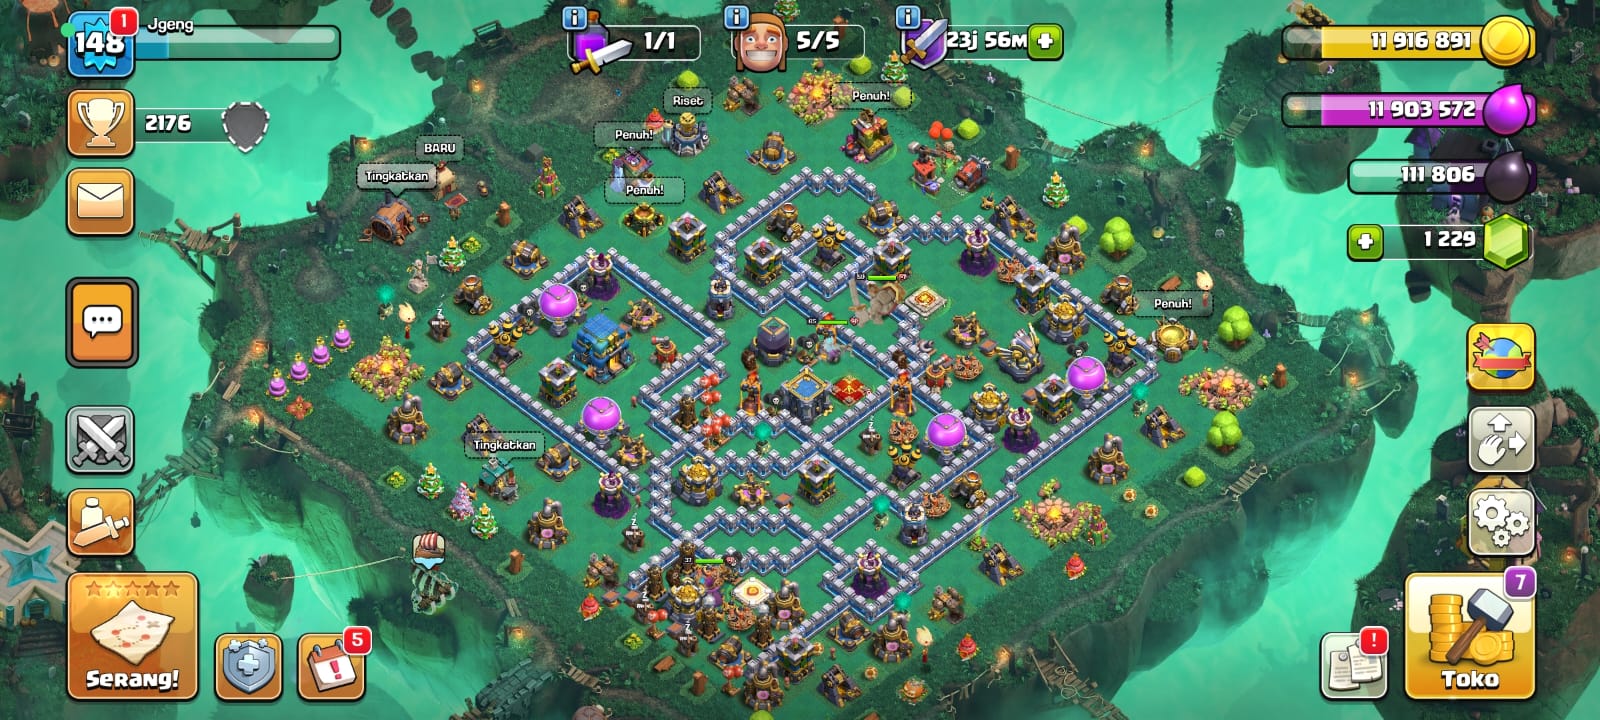 1
148
Jgeng
1/1
5/5
23j 56m
11 916 891
2176
11 903 572
111 806
1 229
Riset
Penuh!
Penuh!
BARU
Tingkatkan
Penuh!
Penuh!
Tingkatkan
Serang!
5
7
!
Toko